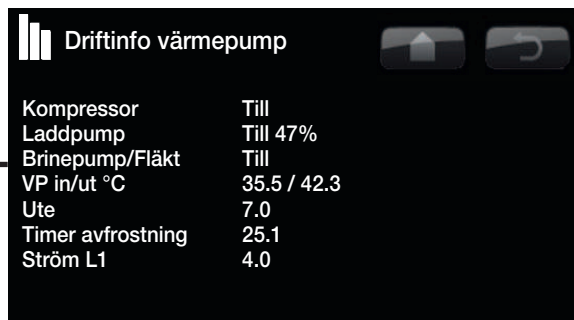 Driftinfo värmepump
Kompressor Till
Laddpump Till 47%
Brinepump/Fläkt Till
VP in/ut °C 35.5 / 42.3
Ute 7.0
Timer avfrostning 25.1
Ström L1 4.0